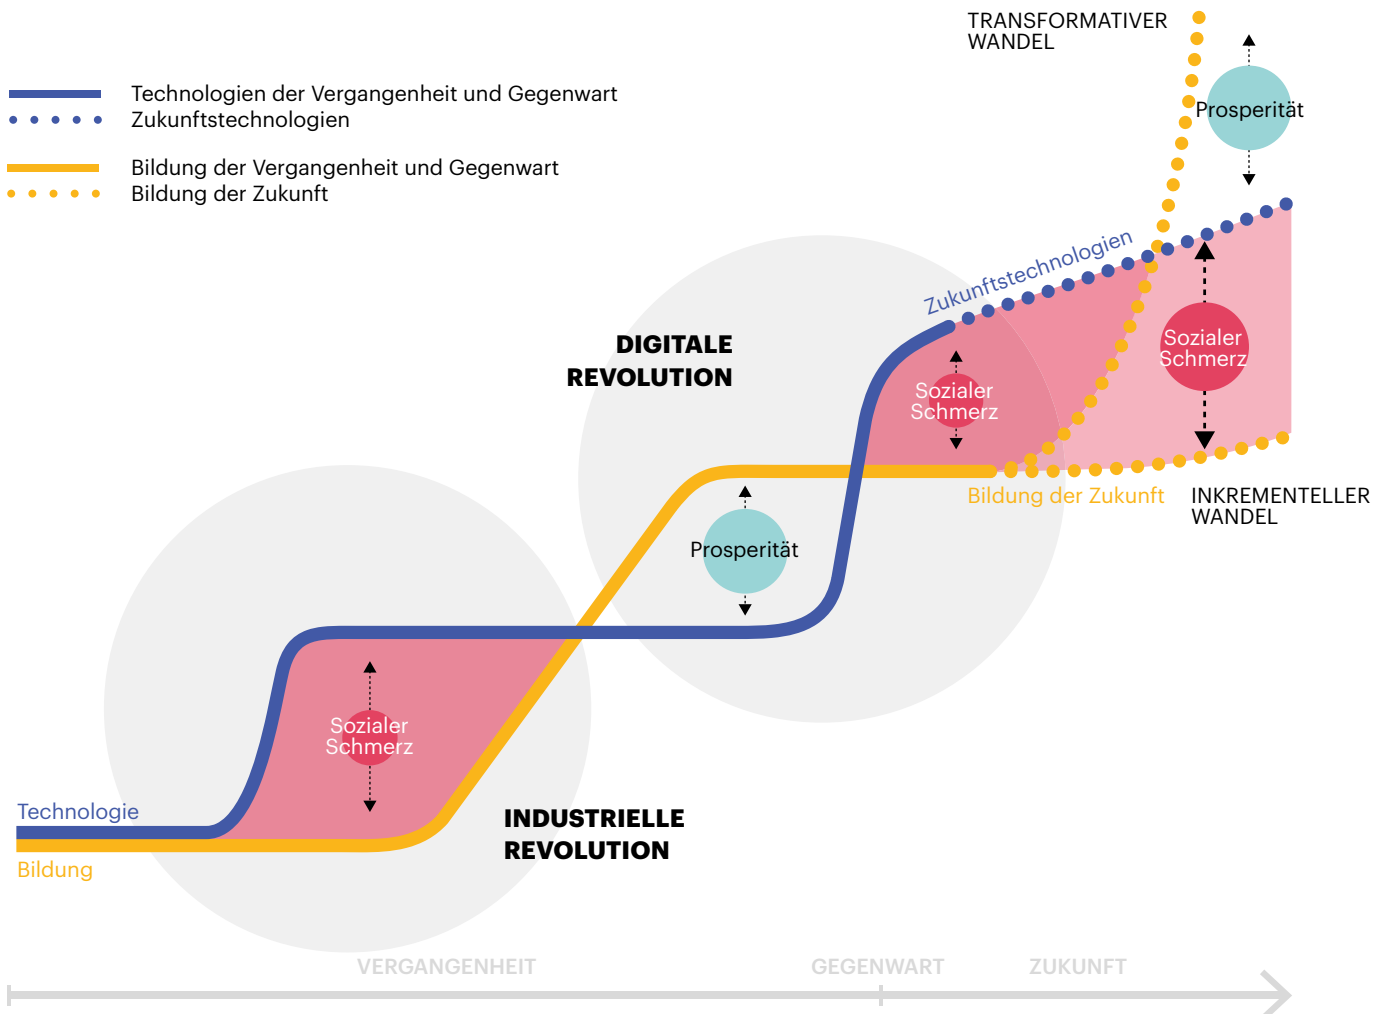 TRANSFORMATIVER
WANDEL
Technologien der Vergangenheit und Gegenwart
Zukunftstechnologien
Bildung der Vergangenheit und Gegenwart
Bildung der Zukunft
Prosperität
Zukunftstechnologien
DIGITALE
REVOLUTION
Sozialer
Schmerz
Sozialer
Schmerz
Bildung der Zukunft
INKREMENTELLER
WANDEL
Prosperität
Sozialer
Schmerz
Technologie
Bildung
INDUSTRIELLE
REVOLUTION
VERGANGENHEIT
GEGENWART
ZUKUNFT